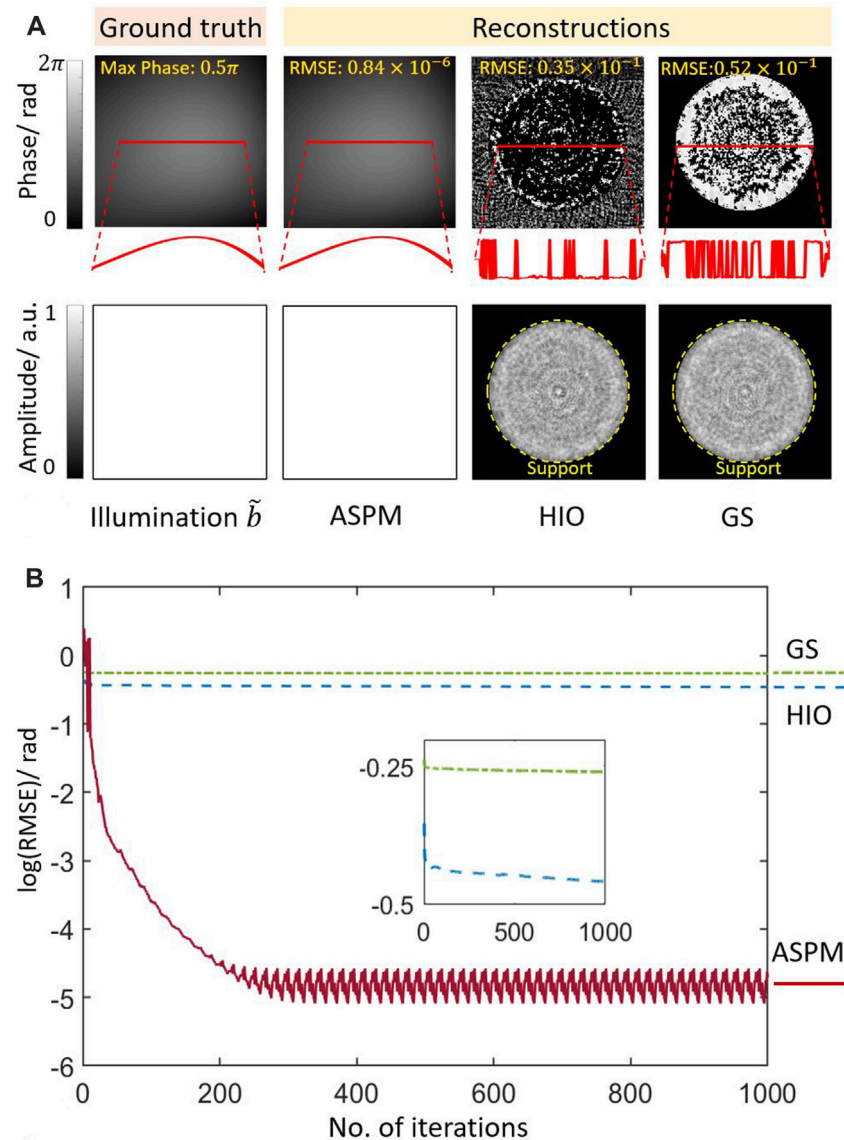 A
Ground truth
Reconstructions
Max Phase: 0.5π
RMSE: 0.84 × 10⁻⁶
RMSE: 0.35 × 10⁻¹
RMSE:0.52 × 10⁻¹
2π
Phase/ rad
0
1
Amplitude/ a.u.
0
Support
Support
Illumination b̃
ASPM
HIO
GS
B
1
0
-1
-2
-3
-4
-5
-6
log(RMSE)/ rad
GS
HIO
ASPM
-0.25
-0.5
0
500
1000
0
200
400
600
800
1000
No. of iterations